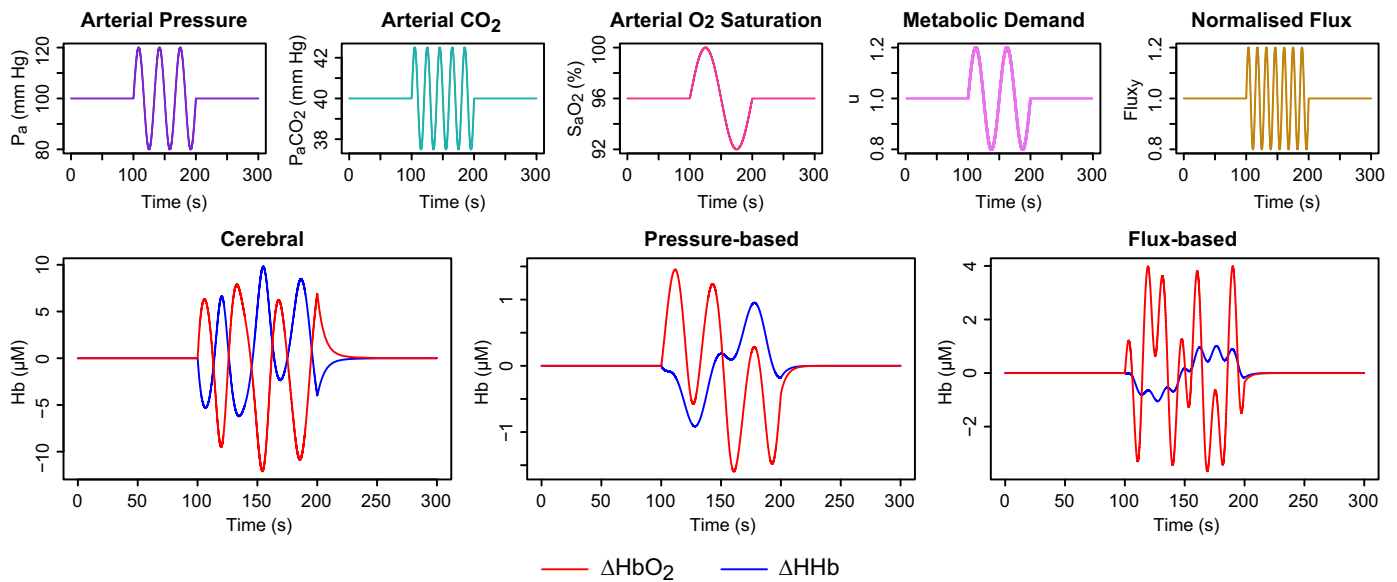 Arterial Pressure
Arterial CO2
Arterial O2 Saturation
Metabolic Demand
Normalised Flux
Pa (mm Hg)
80 100 120
0 100 200 300
Time (s)
PaCO2 (mm Hg)
38 40 42
0 100 200 300
Time (s)
SaO2 (%)
92 96 100
0 100 200 300
Time (s)
u
0.8 1.0 1.2
0 100 200 300
Time (s)
Fluxy
0.8 1.0 1.2
0 100 200 300
Time (s)
Cerebral
Pressure-based
Flux-based
Hb (µM)
−10 −5 0 5 10
0 50 100 150 200 250 300
Time (s)
Hb (µM)
−1 0 1
0 50 100 150 200 250 300
Time (s)
Hb (µM)
−2 0 2 4
0 50 100 150 200 250 300
Time (s)
ΔHbO2 ΔHHb